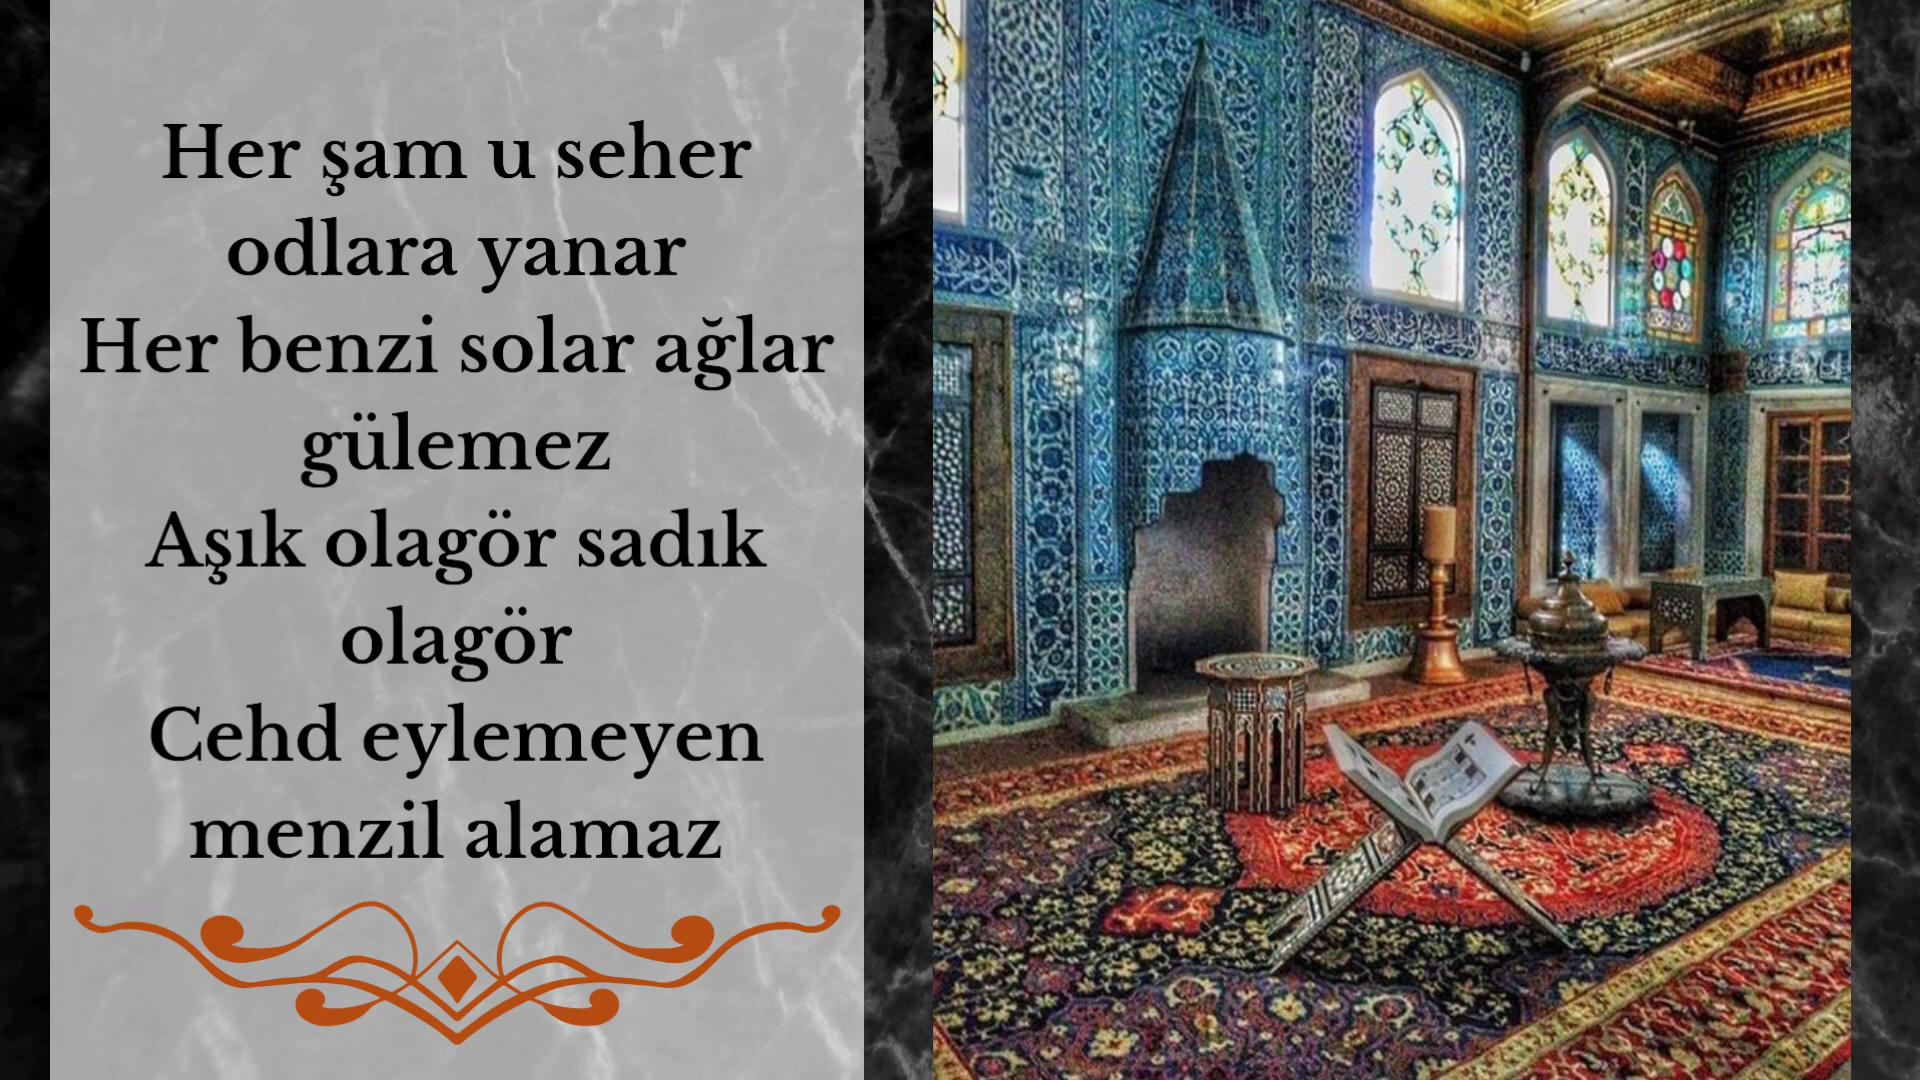 Her şam u seher
odlara yanar
Her benzi solar ağlar
gülemez
Aşık olagör sadık
olagör
Cehd eylemeyen
menzil alamaz